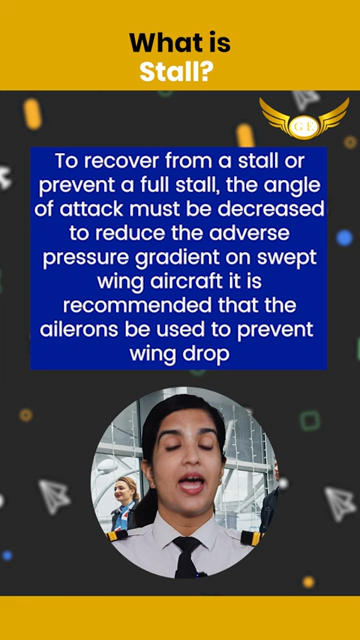 What is
Stall?
G.T.
To recover from a stall or
prevent a full stall, the angle
of attack must be decreased
to reduce the adverse
pressure gradient on swept
wing aircraft it is
recommended that the
ailerons be used to prevent
wing drop